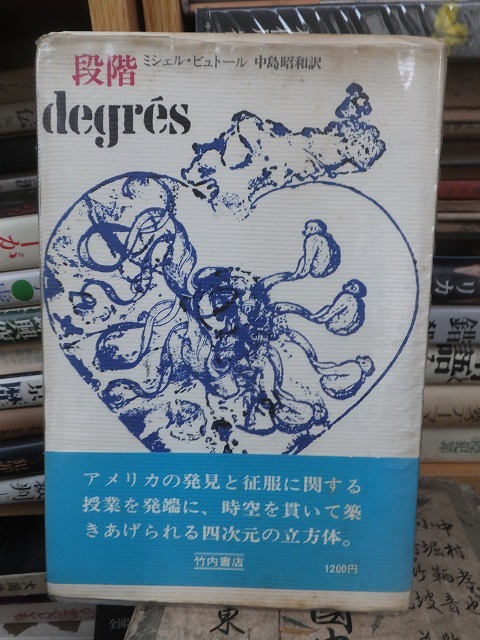 段階
ミシェル・ビュトール 中島昭和訳
degrés
アメリカの発見と征服に関する
授業を発端に、時空を貫いて築
きあげられる四次元の立方体。
竹内書店
1200円
リカ
東